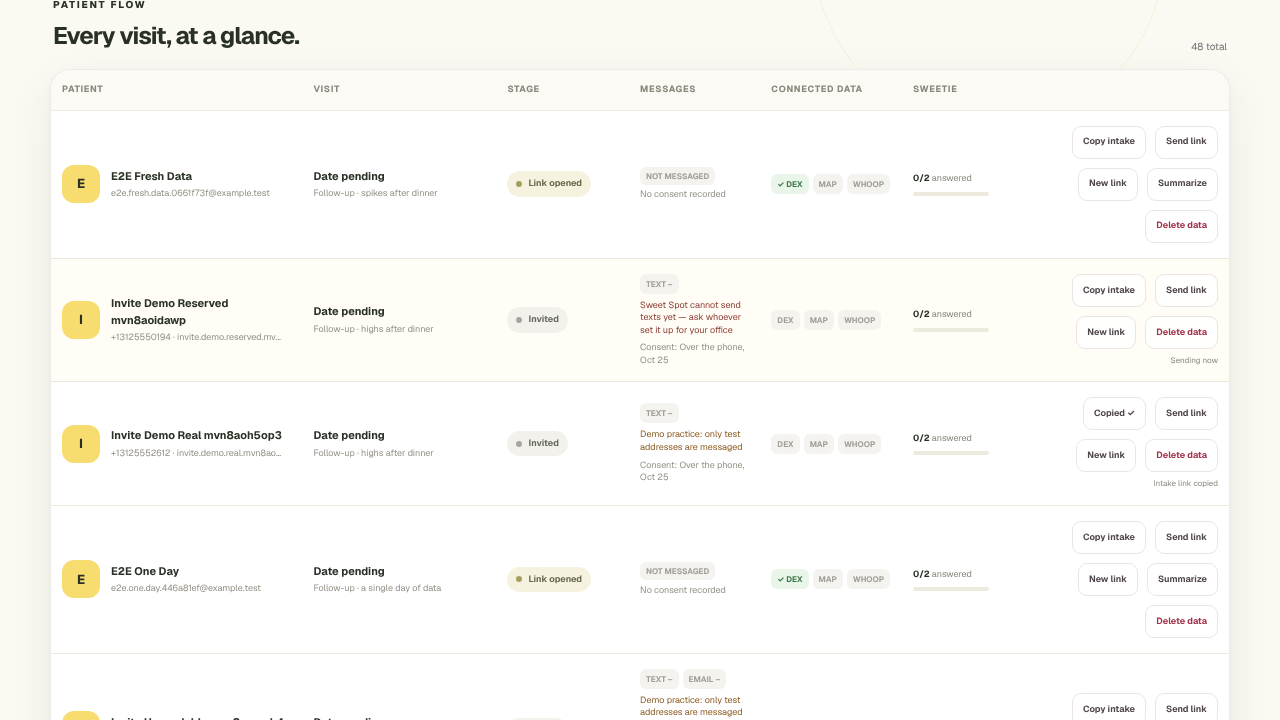 PATIENT FLOW
Every visit, at a glance.
48 total
PATIENT VISIT STAGE MESSAGES CONNECTED DATA SWEETIE
E
E2E Fresh Data
e2e.fresh.data.0661f73f@example.test
Date pending
Follow-up · spikes after dinner
Link opened
NOT MESSAGED
No consent recorded
✓ DEX MAP WHOOP
0/2 answered
Copy intake Send link
New link Summarize
Delete data
I
Invite Demo Reserved
mvn8aoidawp
+13125550194 · invite.demo.reserved.mv...
Date pending
Follow-up · highs after dinner
Invited
TEXT –
Sweet Spot cannot send
texts yet — ask whoever
set it up for your office
Consent: Over the phone,
Oct 25
DEX MAP WHOOP
0/2 answered
Copy intake Send link
New link Delete data
Sending now
I
Invite Demo Real mvn8aoh5op3
+13125552612 · invite.demo.real.mvn8ao...
Date pending
Follow-up · highs after dinner
Invited
TEXT –
Demo practice: only test
addresses are messaged
Consent: Over the phone,
Oct 25
DEX MAP WHOOP
0/2 answered
Copied ✓ Send link
New link Delete data
Intake link copied
E
E2E One Day
e2e.one.day.446a81ef@example.test
Date pending
Follow-up · a single day of data
Link opened
NOT MESSAGED
No consent recorded
✓ DEX MAP WHOOP
0/2 answered
Copy intake Send link
New link Summarize
Delete data
TEXT – EMAIL –
Demo practice: only test
addresses are messaged
Copy intake Send link